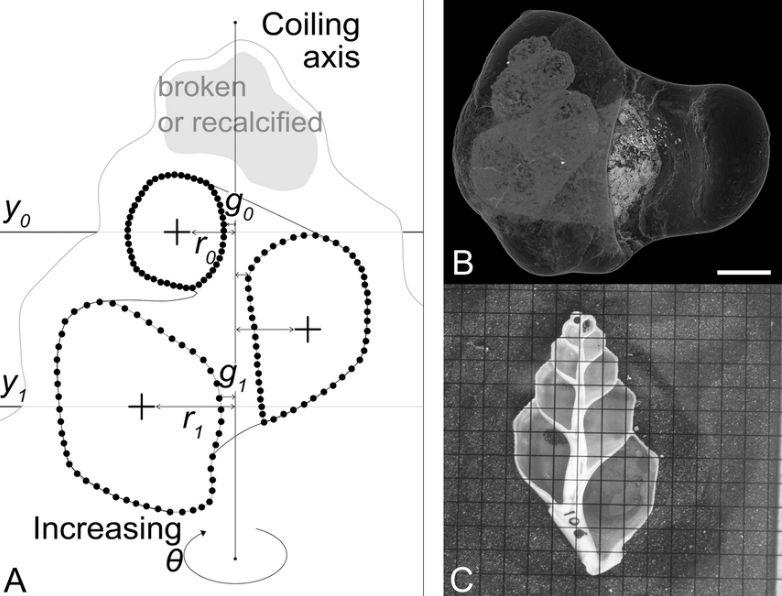 Coiling
axis
broken
or recalcified
y0
g0
r0
y1
g1
r1
Increasing
θ
A
B
C